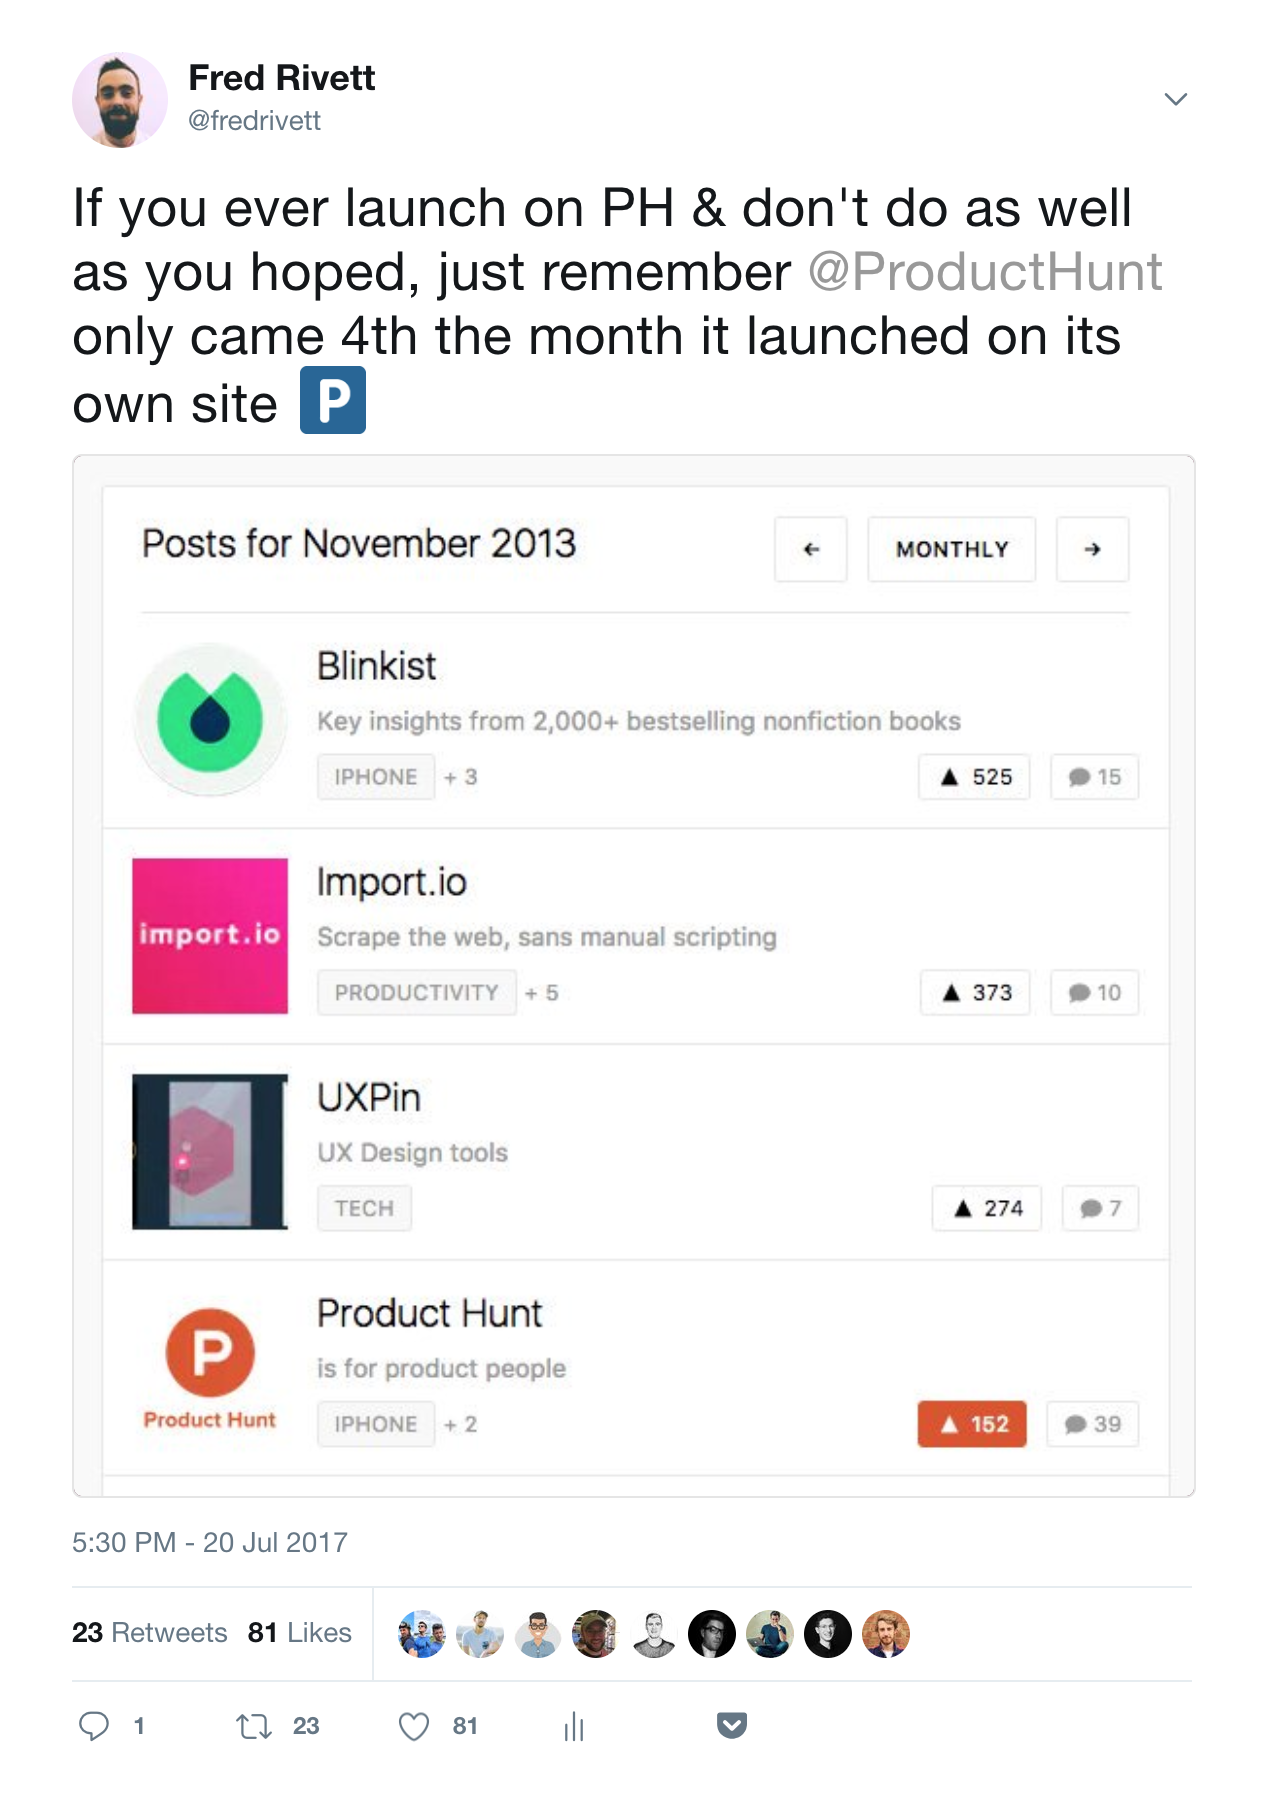 Fred Rivett
@fredrivett
If you ever launch on PH & don't do as well
as you hoped, just remember @ProductHunt
only came 4th the month it launched on its
own site 🅿️
Posts for November 2013
← MONTHLY →
Blinkist
Key insights from 2,000+ bestselling nonfiction books
IPHONE + 3 ▲ 525 15
import.io
Import.io
Scrape the web, sans manual scripting
PRODUCTIVITY + 5 ▲ 373 10
UXPin
UX Design tools
TECH ▲ 274 7
P
Product Hunt
Product Hunt
is for product people
IPHONE + 2 ▲ 152 39
5:30 PM - 20 Jul 2017
23 Retweets 81 Likes
1 23 81